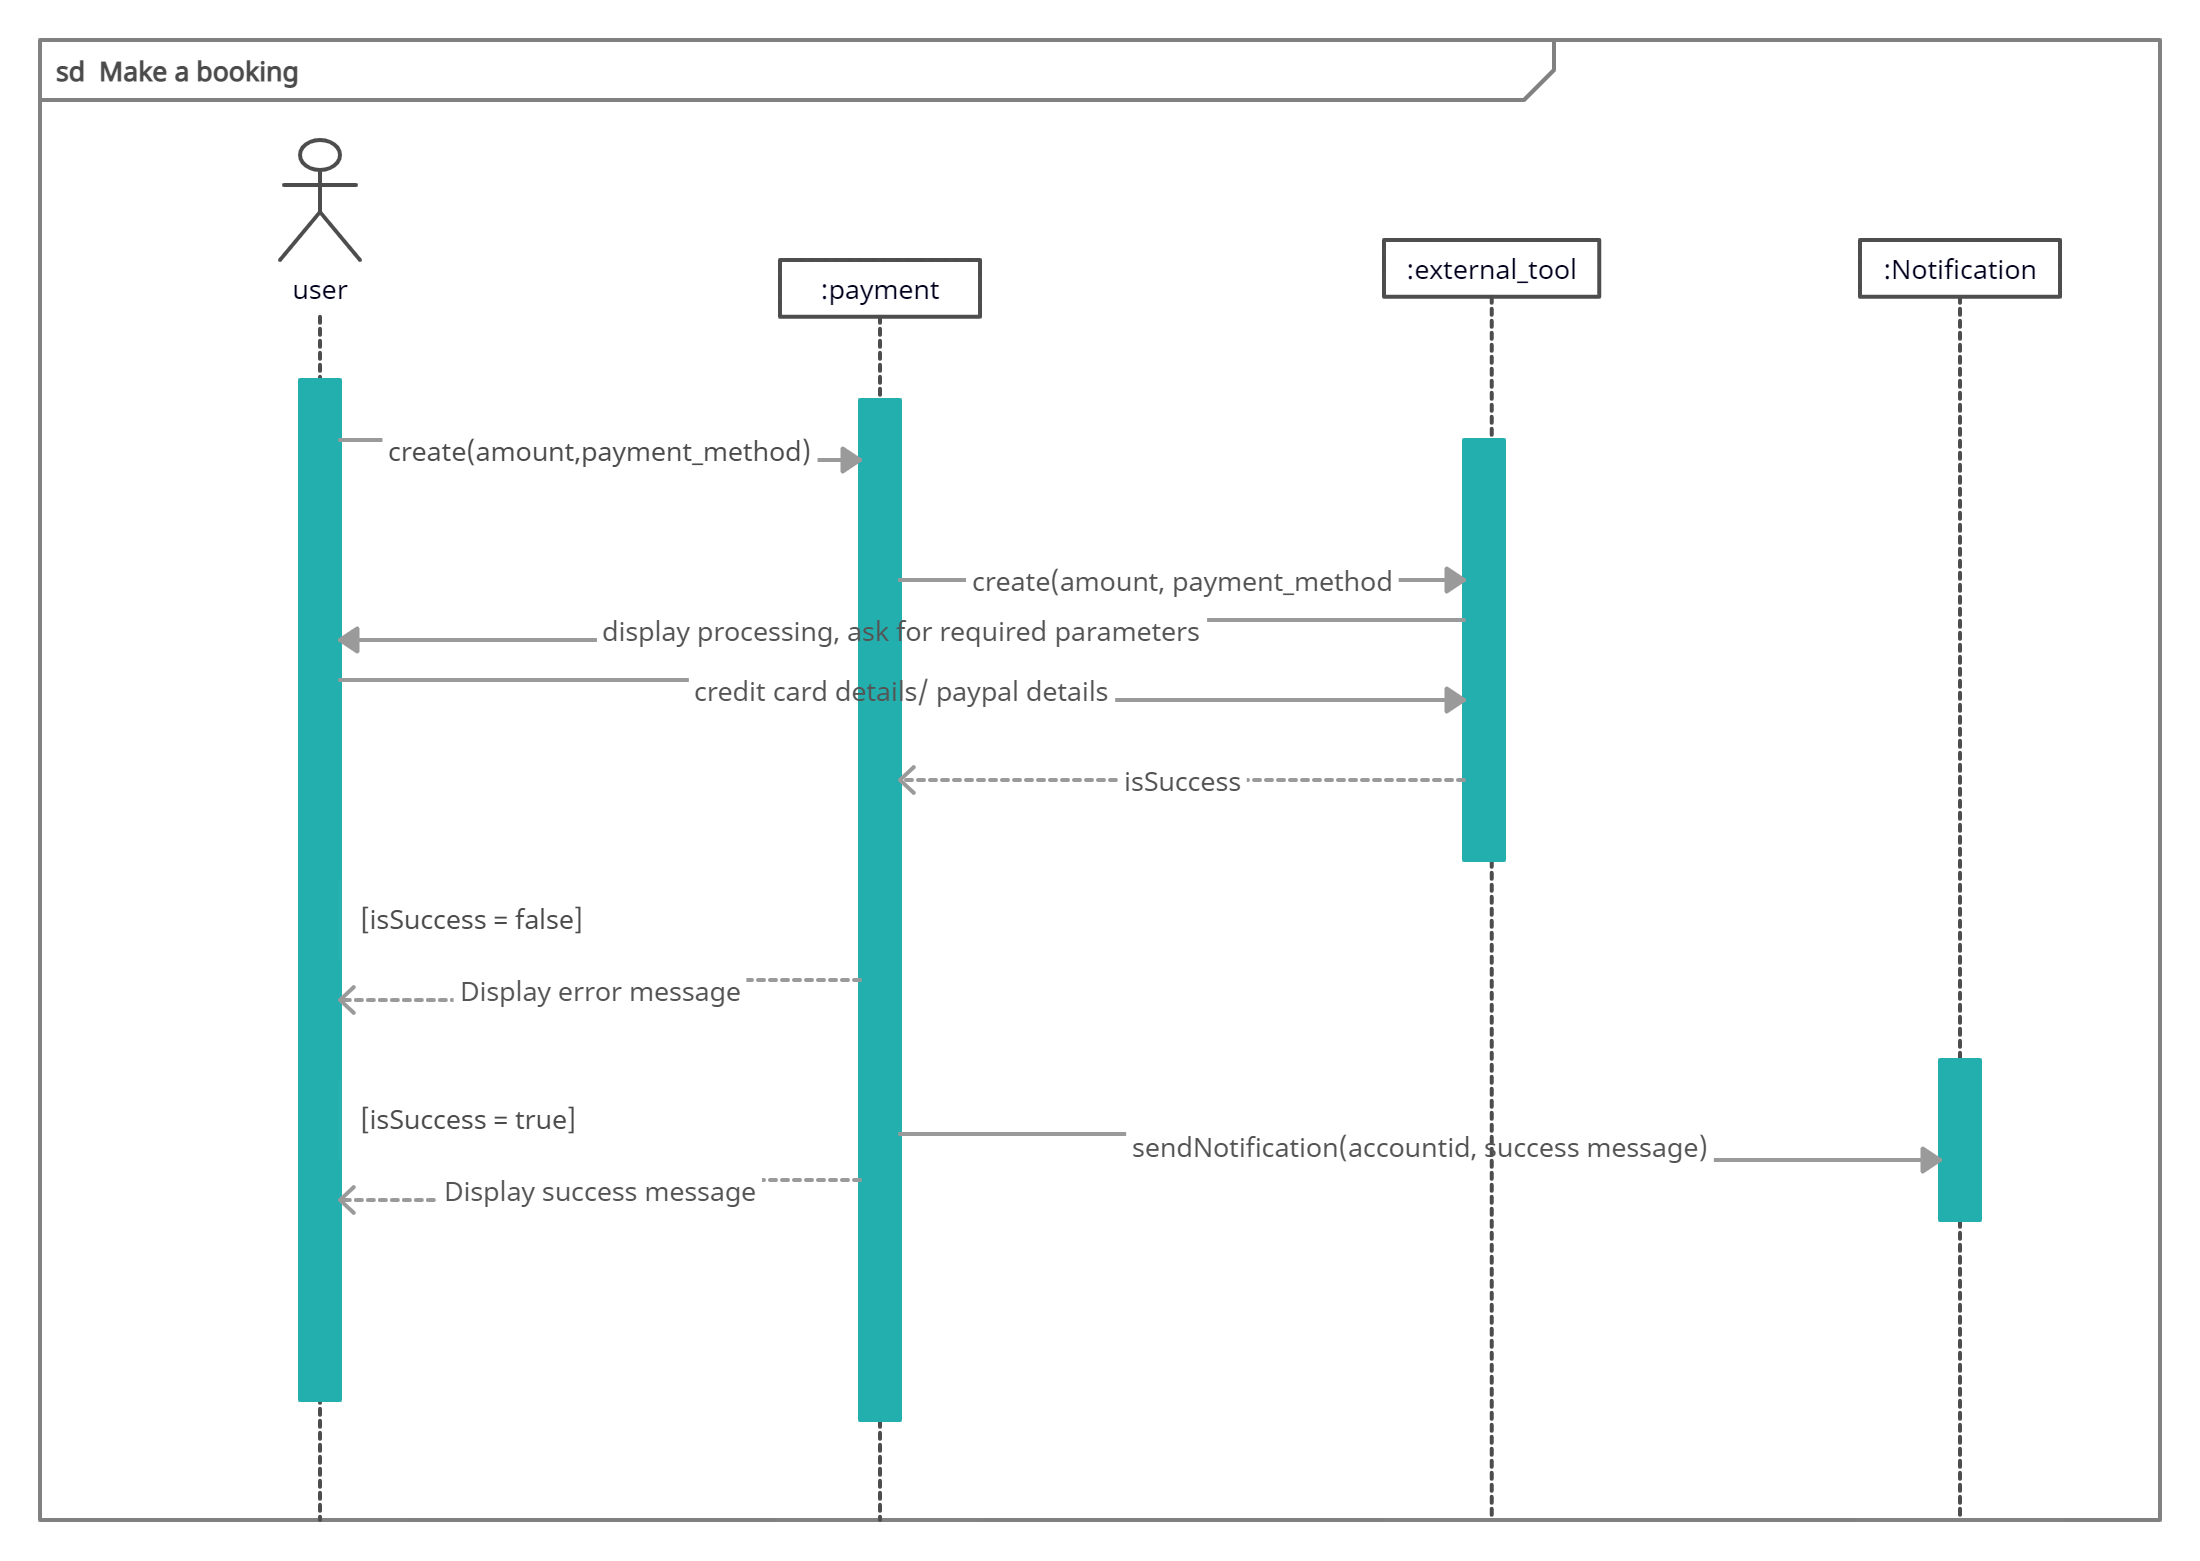 sd  Make a booking
user
:payment
:external_tool
:Notification
create(amount,payment_method)
create(amount, payment_method
display processing, ask for required parameters
credit card details/ paypal details
isSuccess
[isSuccess = false]
Display error message
[isSuccess = true]
sendNotification(accountid, success message)
Display success message